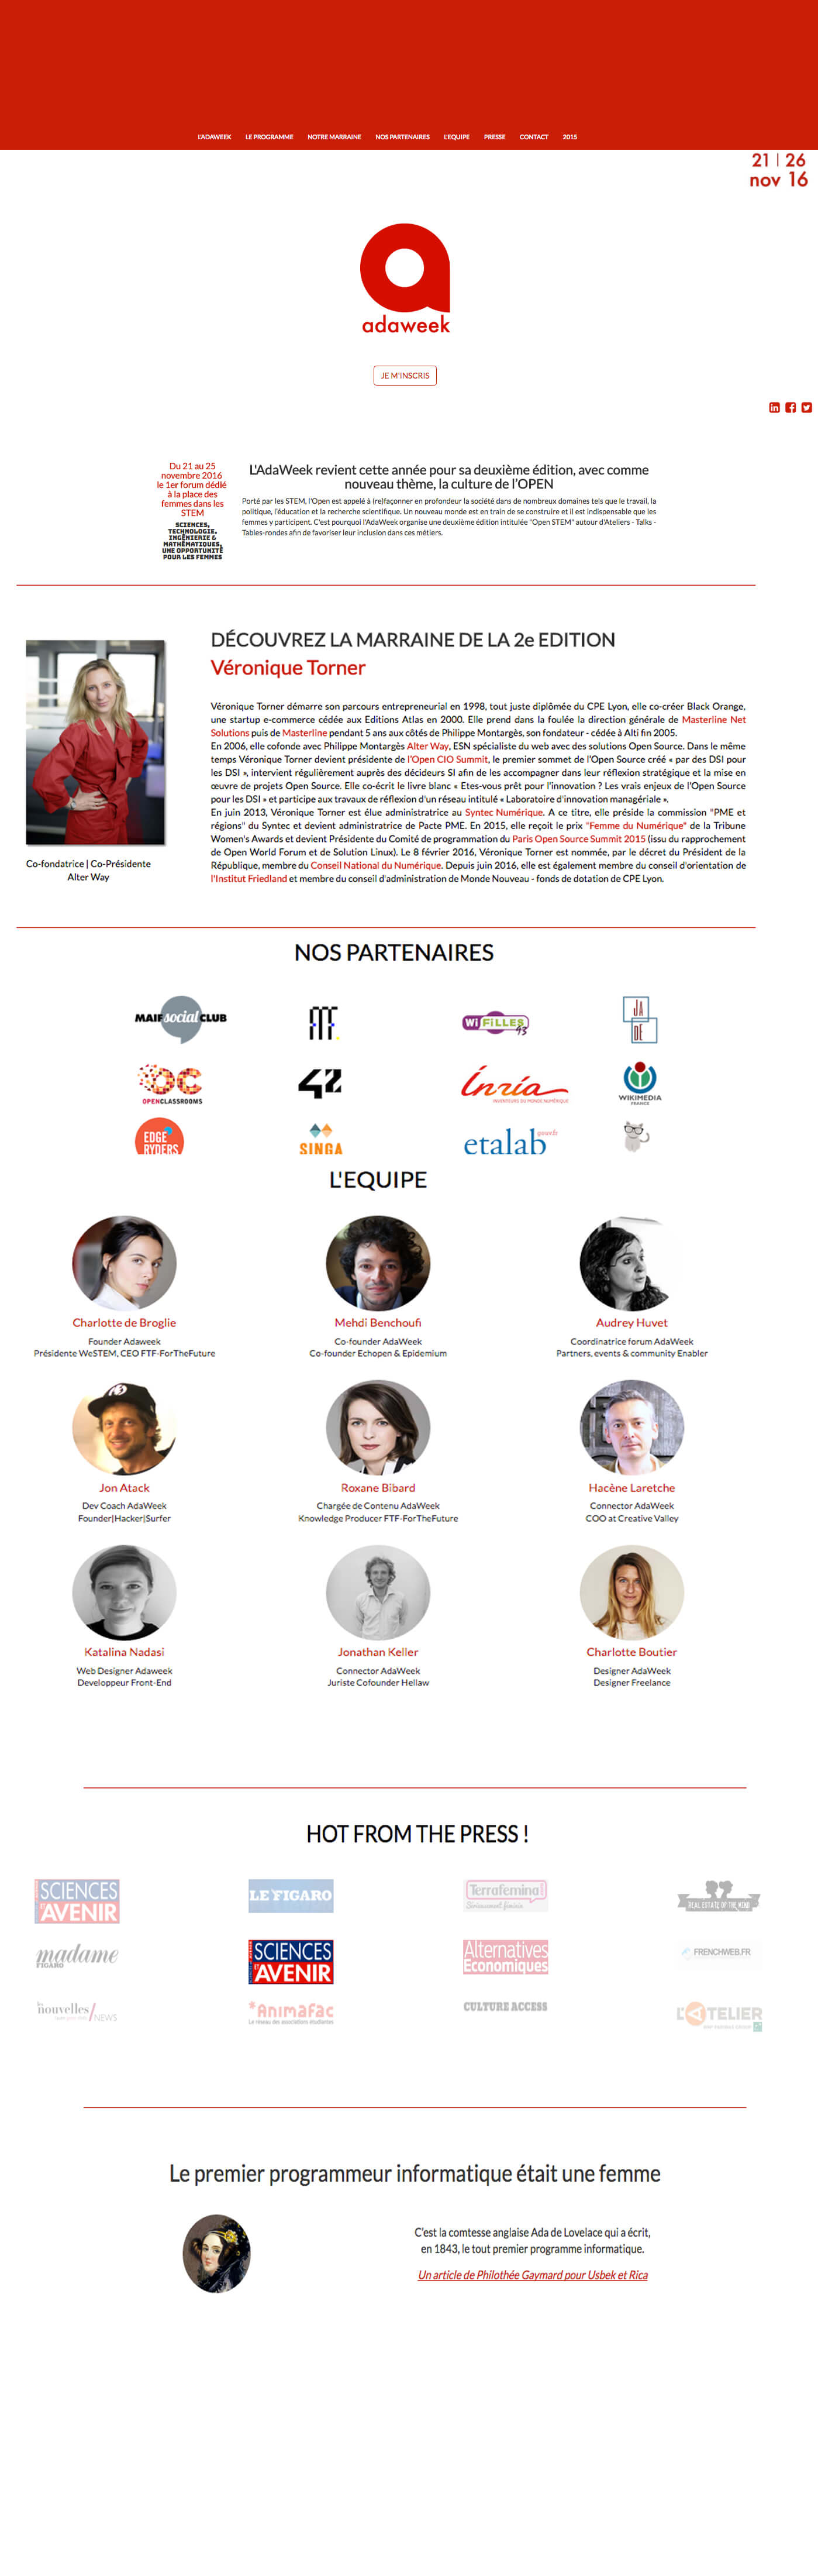 L'ADAWEEK LE PROGRAMME NOTRE MARRAINE NOS PARTENAIRES L'EQUIPE PRESSE CONTACT 2015
21 | 26
nov 16
adaweek
JE M'INSCRIS
Du 21 au 25
novembre 2016
le 1er forum dédié
à la place des
femmes dans les
STEM
SCIENCES,
TECHNOLOGIE,
INGÉNIERIE &
MATHÉMATIQUES,
UNE OPPORTUNITÉ
POUR LES FEMMES
L'AdaWeek revient cette année pour sa deuxième édition, avec comme
nouveau thème, la culture de l'OPEN
Porté par les STEM, l'Open est appelé à (re)façonner en profondeur la société dans de nombreux domaines tels que le travail, la
politique, l'éducation et la recherche scientifique. Un nouveau monde est en train de se construire et il est indispensable que les
femmes y participent. C'est pourquoi l'AdaWeek organise une deuxième édition intitulée "Open STEM" autour d'Ateliers - Talks -
Tables-rondes afin de favoriser leur inclusion dans ces métiers.
DÉCOUVREZ LA MARRAINE DE LA 2e EDITION
Véronique Torner
Véronique Torner démarre son parcours entrepreneurial en 1998, tout juste diplômée du CPE Lyon, elle co-créer Black Orange,
une startup e-commerce cédée aux Editions Atlas en 2000. Elle prend dans la foulée la direction générale de Masterline Net
Solutions puis de Masterline pendant 5 ans aux côtés de Philippe Montargès, son fondateur - cédée à Alti fin 2005.
En 2006, elle cofonde avec Philippe Montargès Alter Way, ESN spécialiste du web avec des solutions Open Source. Dans le même
temps Véronique Torner devient présidente de l'Open CIO Summit, le premier sommet de l'Open Source créé « par des DSI pour
les DSI », intervient régulièrement auprès des décideurs SI afin de les accompagner dans leur réflexion stratégique et la mise en
œuvre de projets Open Source. Elle co-écrit le livre blanc « Etes-vous prêt pour l'innovation ? Les vrais enjeux de l'Open Source
pour les DSI » et participe aux travaux de réflexion d'un réseau intitulé « Laboratoire d'innovation managériale ».
En juin 2013, Véronique Torner est élue administratrice au Syntec Numérique. A ce titre, elle préside la commission "PME et
régions" du Syntec et devient administratrice de Pacte PME. En 2015, elle reçoit le prix "Femme du Numérique" de la Tribune
Women's Awards et devient Présidente du Comité de programmation du Paris Open Source Summit 2015 (issu du rapprochement
de Open World Forum et de Solution Linux). Le 8 février 2016, Véronique Torner est nommée, par le décret du Président de la
République, membre du Conseil National du Numérique. Depuis juin 2016, elle est également membre du conseil d'orientation de
l'Institut Friedland et membre du conseil d'administration de Monde Nouveau - fonds de dotation de CPE Lyon.
Co-fondatrice | Co-Présidente
Alter Way
NOS PARTENAIRES
MAIF social CLUB
WI FILLES 93
JADE
OPENCLASSROOMS
42
Inria
INVENTEURS DU MONDE NUMÉRIQUE
WIKIMEDIA
FRANCE
EDGE
RYDERS
SINGA
etalab
L'EQUIPE
Charlotte de Broglie
Founder Adaweek
Présidente WeSTEM, CEO FTF-ForTheFuture
Mehdi Benchoufi
Co-founder AdaWeek
Co-founder Echopen & Epidemium
Audrey Huvet
Coordinatrice forum AdaWeek
Partners, events & community Enabler
Jon Atack
Dev Coach AdaWeek
Founder|Hacker|Surfer
Roxane Bibard
Chargée de Contenu AdaWeek
Knowledge Producer FTF-ForTheFuture
Hacène Laretche
Connector AdaWeek
COO at Creative Valley
Katalina Nadasi
Web Designer Adaweek
Developpeur Front-End
Jonathan Keller
Connector AdaWeek
Juriste Cofounder Hellaw
Charlotte Boutier
Designer AdaWeek
Designer Freelance
HOT FROM THE PRESS !
SCIENCES
ET AVENIR
LE FIGARO
Terrafemina
Sérieusement féminin
REAL ESTATE OF THE MIND
madame
FIGARO
SCIENCES
ET AVENIR
Alternatives
Economiques
FRENCHWEB.FR
les nouvelles/NEWS
*Animafac
Le réseau des associations étudiantes
CULTURE ACCESS
L'ATELIER
BNP PARIBAS GROUP
Le premier programmeur informatique était une femme
C'est la comtesse anglaise Ada de Lovelace qui a écrit,
en 1843, le tout premier programme informatique.
Un article de Philothée Gaymard pour Usbek et Rica